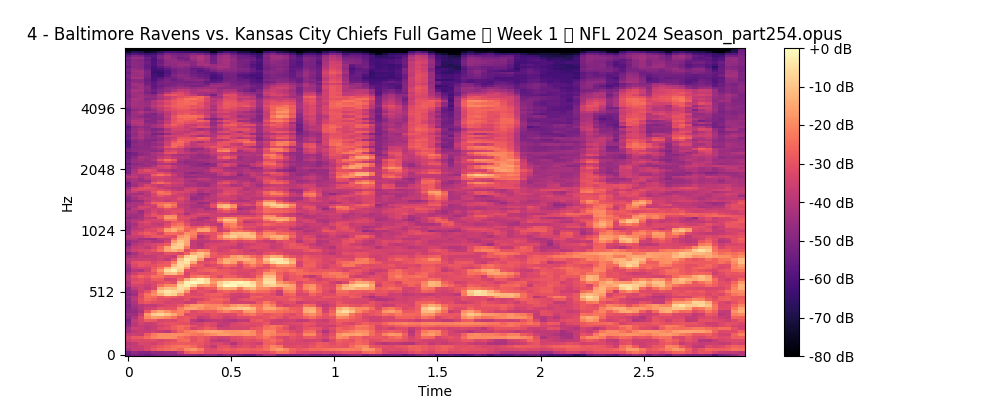 4 - Baltimore Ravens vs. Kansas City Chiefs Full Game ▯ Week 1 ▯ NFL 2024 Season_part254.opus
+0 dB
-10 dB
-20 dB
-30 dB
-40 dB
-50 dB
-60 dB
-70 dB
-80 dB
4096
2048
1024
512
0
Hz
0
0.5
1
1.5
2
2.5
Time